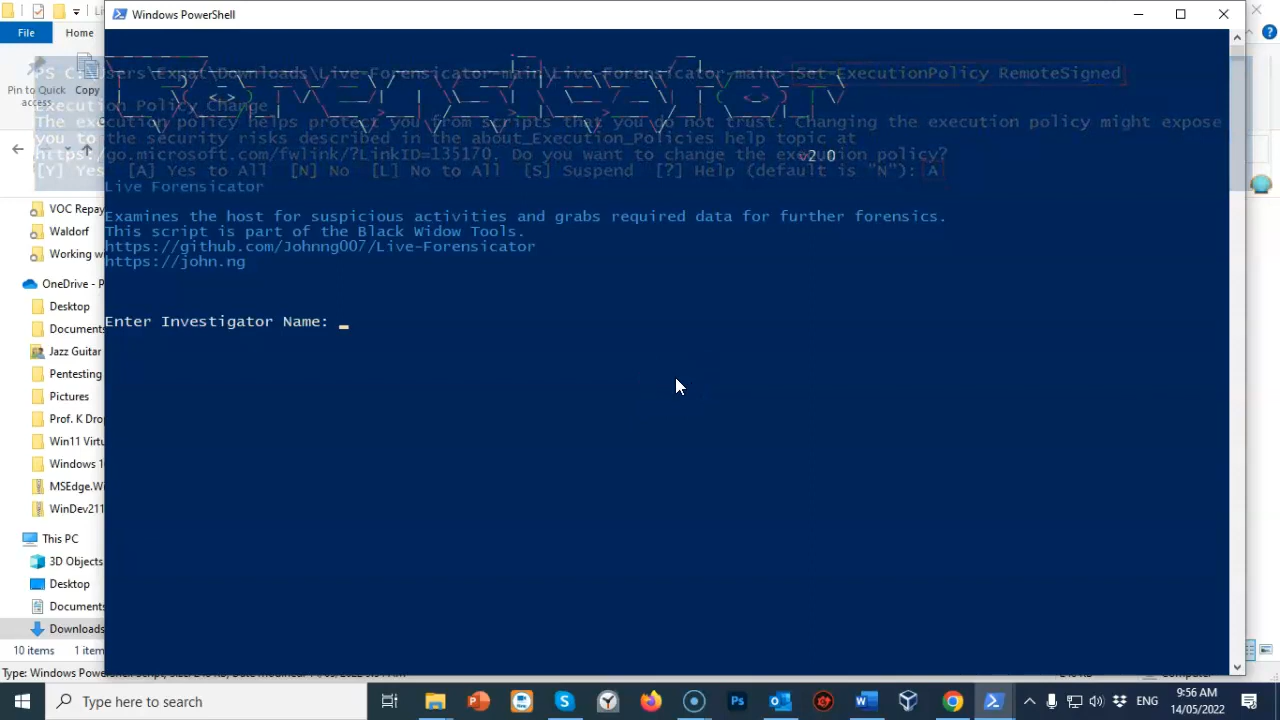 Windows PowerShell
File
Home
PS C:\Users\Expat\Downloads\Live-Forensicator-main\Live-Forensicator-main> Set-ExecutionPolicy RemoteSigned
Pin to Quick access
Copy
Execution Policy Change
The execution policy helps protect you from scripts that you do not trust. Changing the execution policy might expose
you to the security risks described in the about_Execution_Policies help topic at
https:/go.microsoft.com/fwlink/?LinkID=135170. Do you want to change the execution policy?
v2.0
[Y] Yes [A] Yes to All [N] No [L] No to All [S] Suspend [?] Help (default is "N"): A
Live Forensicator
Examines the host for suspicious activities and grabs required data for further forensics.
This script is part of the Black Widow Tools.
https://github.com/Johnng007/Live-Forensicator
https://john.ng
Enter Investigator Name:
VOC Repay
Waldorf
Working w
OneDrive - P
Desktop
Documents
Jazz Guitar
Pentesting
Pictures
Prof. K Drop
Win11 Virtu
Windows 1
MSEdge.Wi
WinDev211
This PC
3D Objects
Desktop
Documents
Downloads
10 items 1 item
Type: Windows PowerShell Script
Type here to search
ENG
9:56 AM
14/05/2022